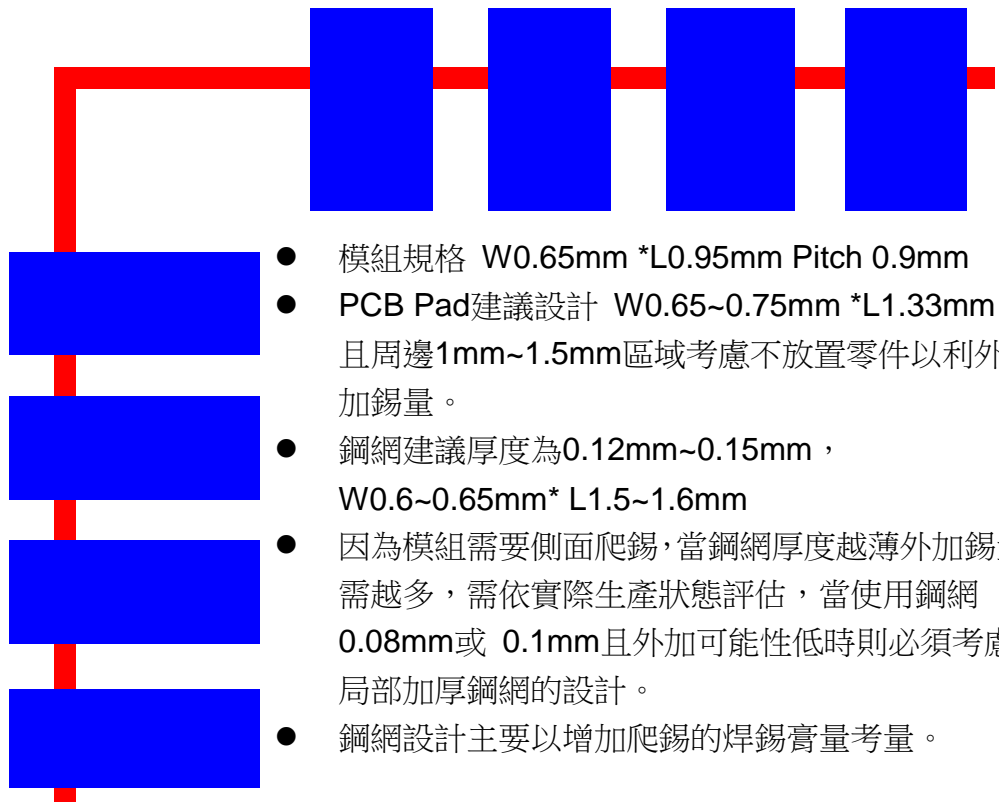 ● 模組規格 W0.65mm *L0.95mm Pitch 0.9mm
● PCB Pad建議設計 W0.65~0.75mm *L1.33mm
且周邊1mm~1.5mm區域考慮不放置零件以利外
加錫量。
● 鋼網建議厚度為0.12mm~0.15mm，
W0.6~0.65mm* L1.5~1.6mm
● 因為模組需要側面爬錫，當鋼網厚度越薄外加錫
需越多，需依實際生產狀態評估，當使用鋼網
0.08mm或 0.1mm且外加可能性低時則必須考慮
局部加厚鋼網的設計。
● 鋼網設計主要以增加爬錫的焊錫膏量考量。